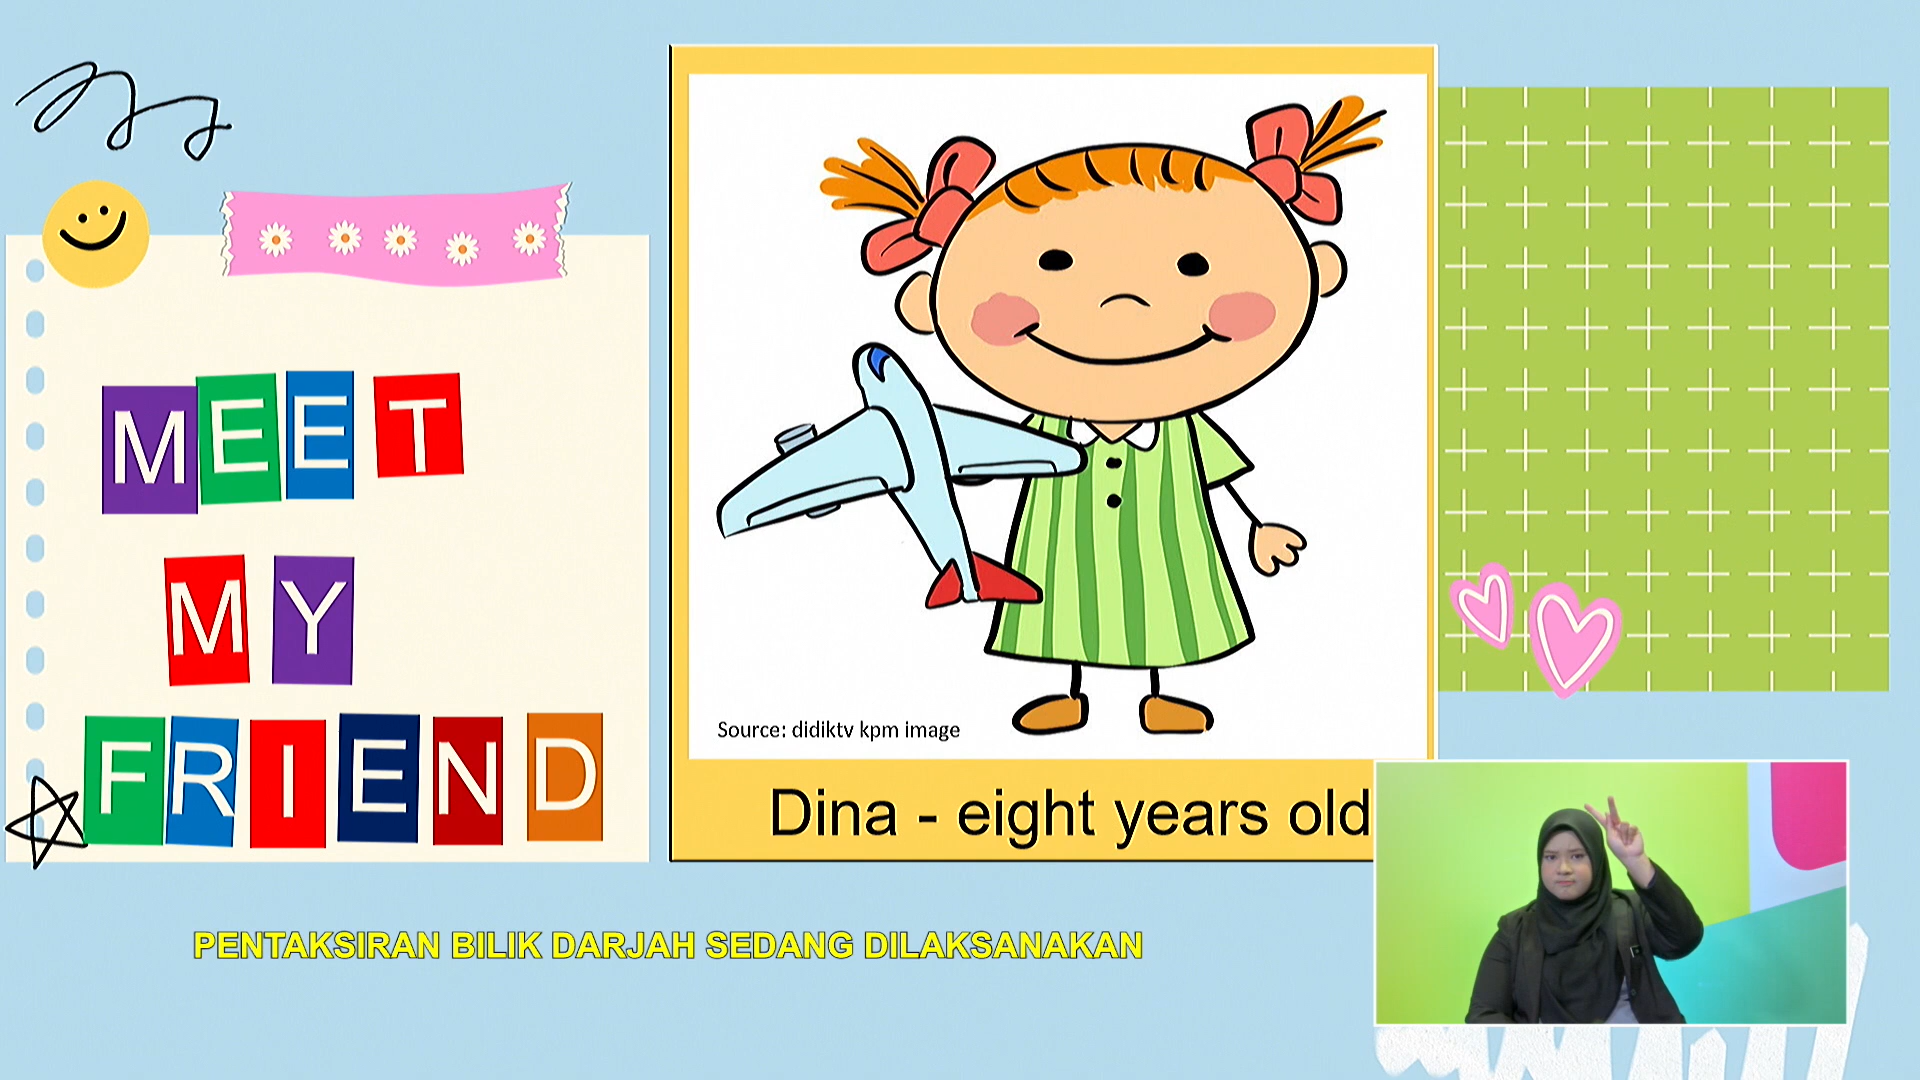 MEET
MY
FRIEND
Source: didiktv kpm image
Dina - eight years old
PENTAKSIRAN BILIK DARJAH SEDANG DILAKSANAKAN